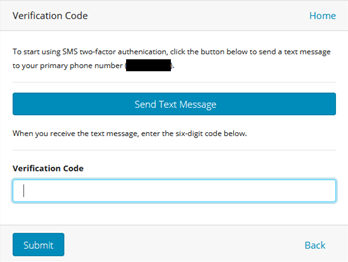 Verification Code
Home
To start using SMS two-factor authenication, click the button below to send a text message
to your primary phone number ( ).
Send Text Message
When you receive the text message, enter the six-digit code below.
Verification Code
Submit
Back